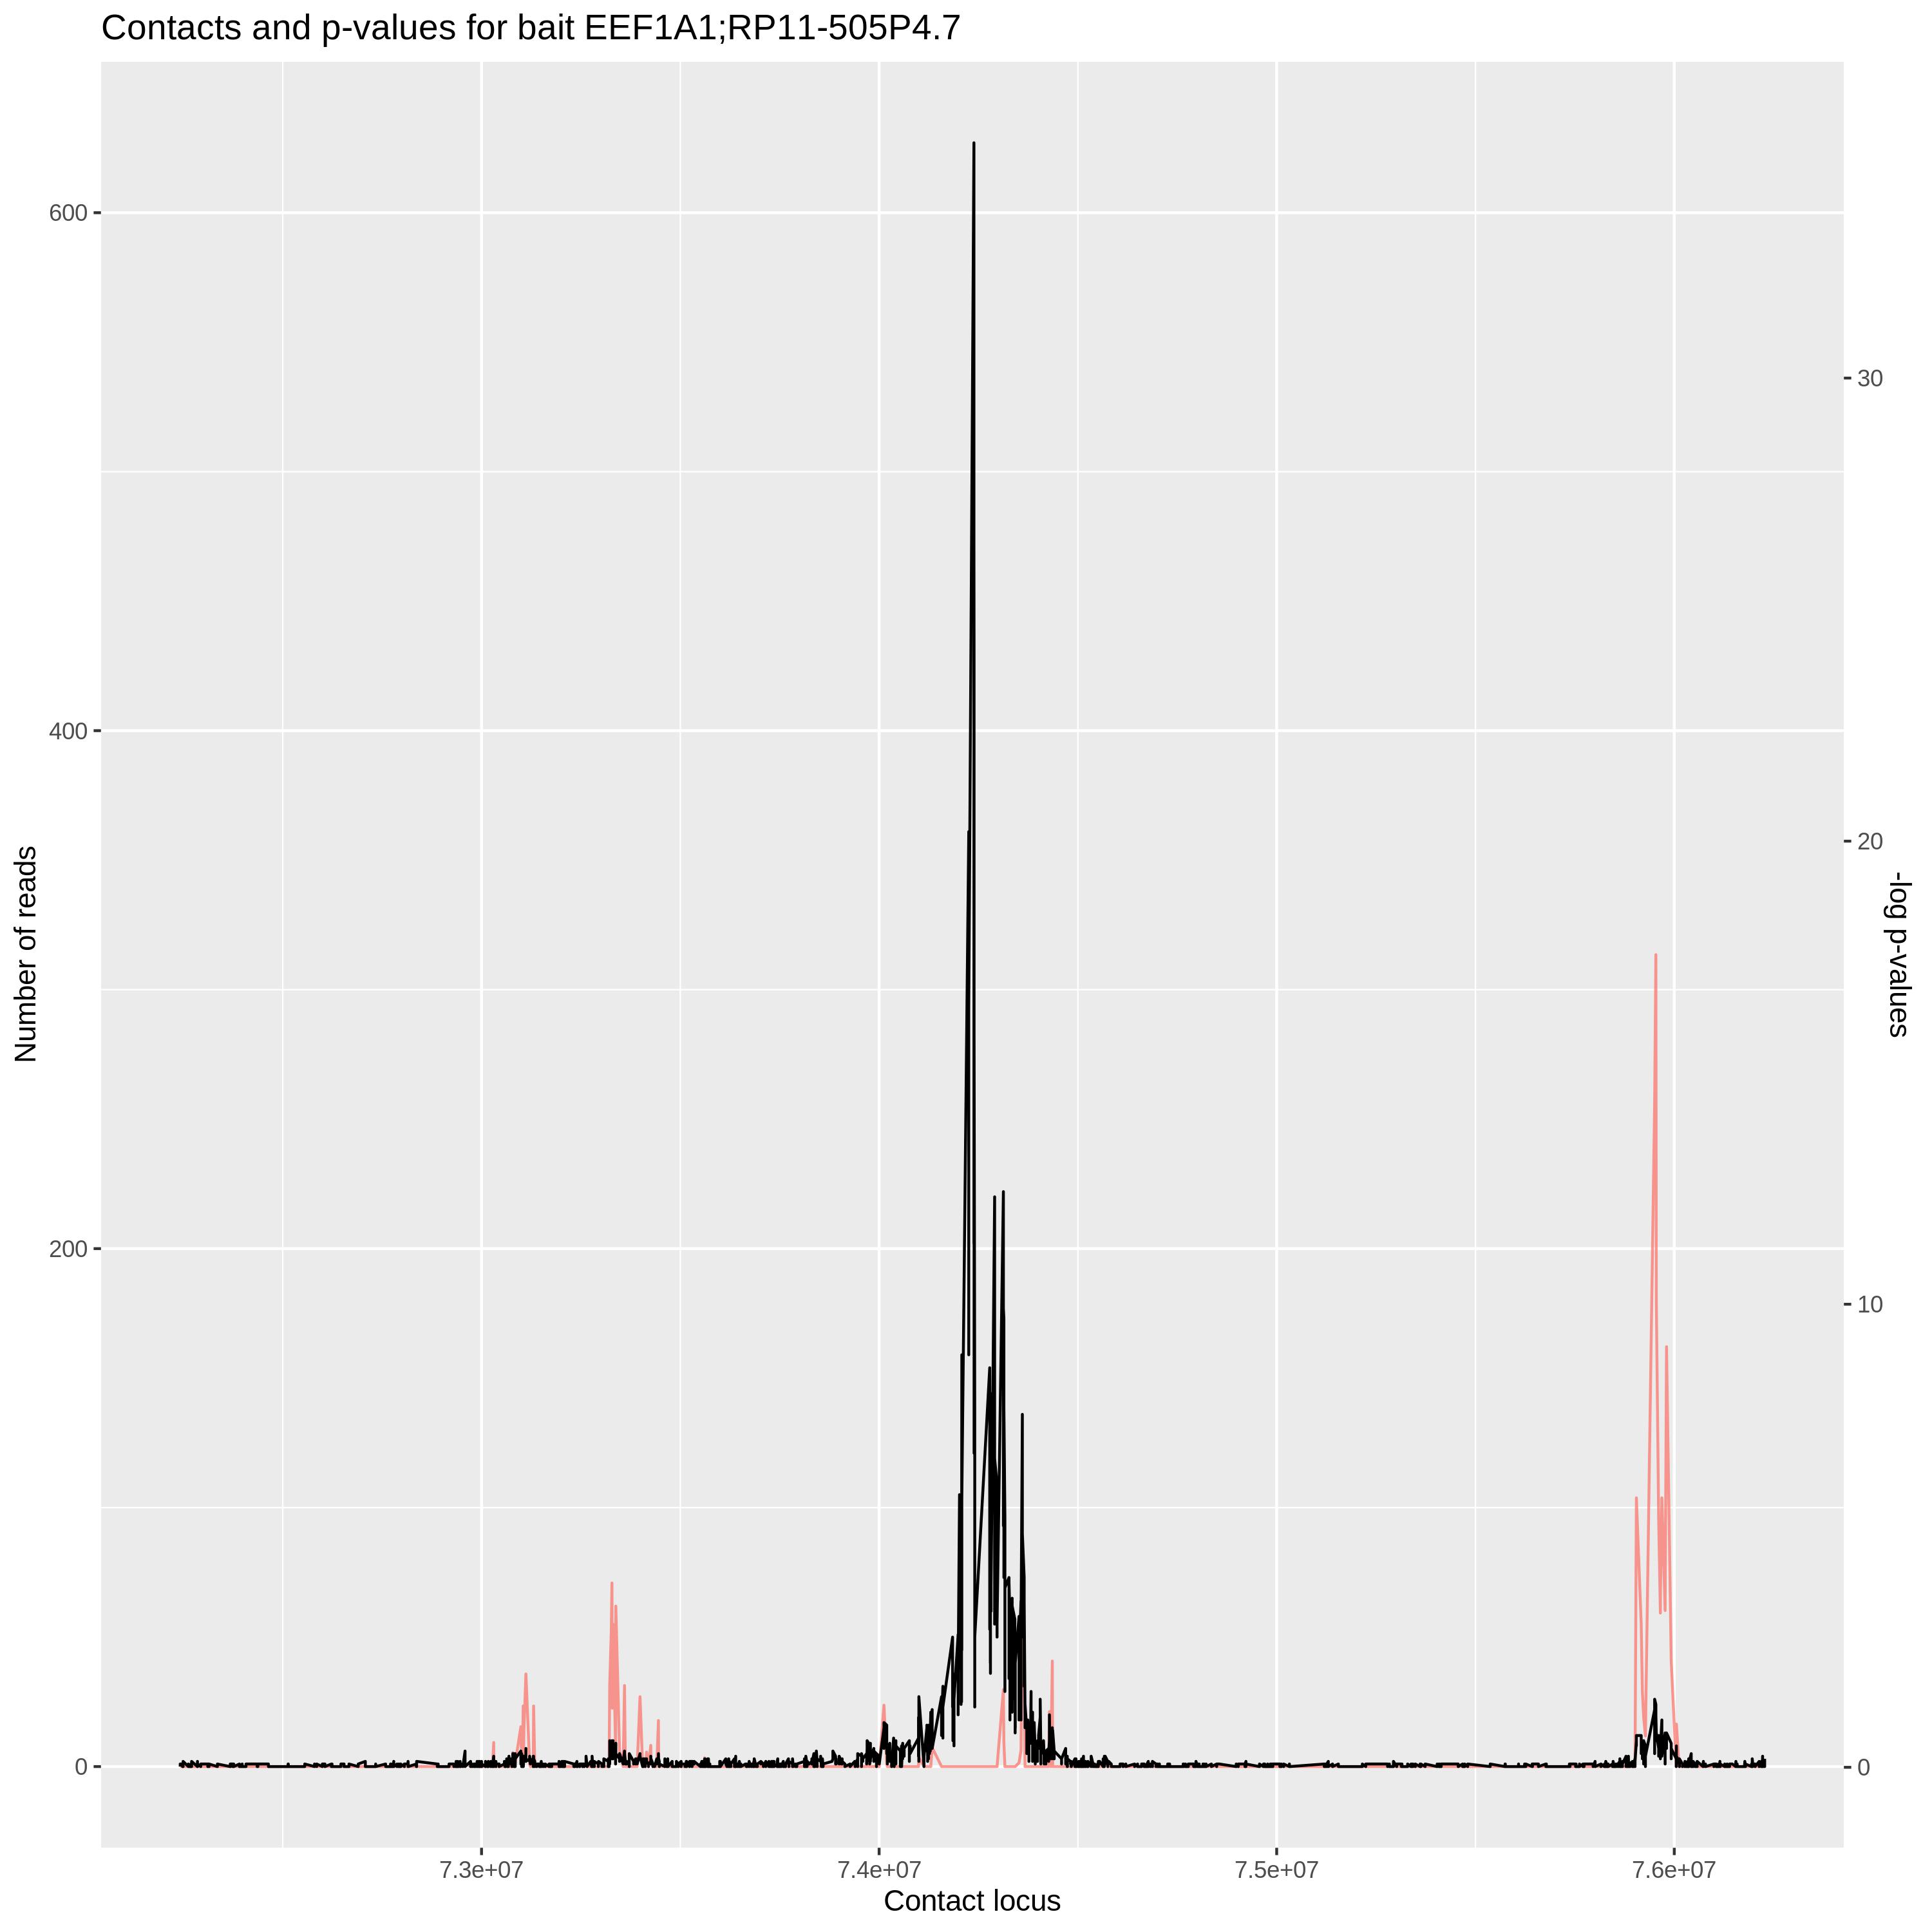 Contacts and p-values for bait EEF1A1;RP11-505P4.7
600
400
200
0
30
20
10
0
Number of reads
-log p-values
7.3e+07 7.4e+07 7.5e+07 7.6e+07
Contact locus